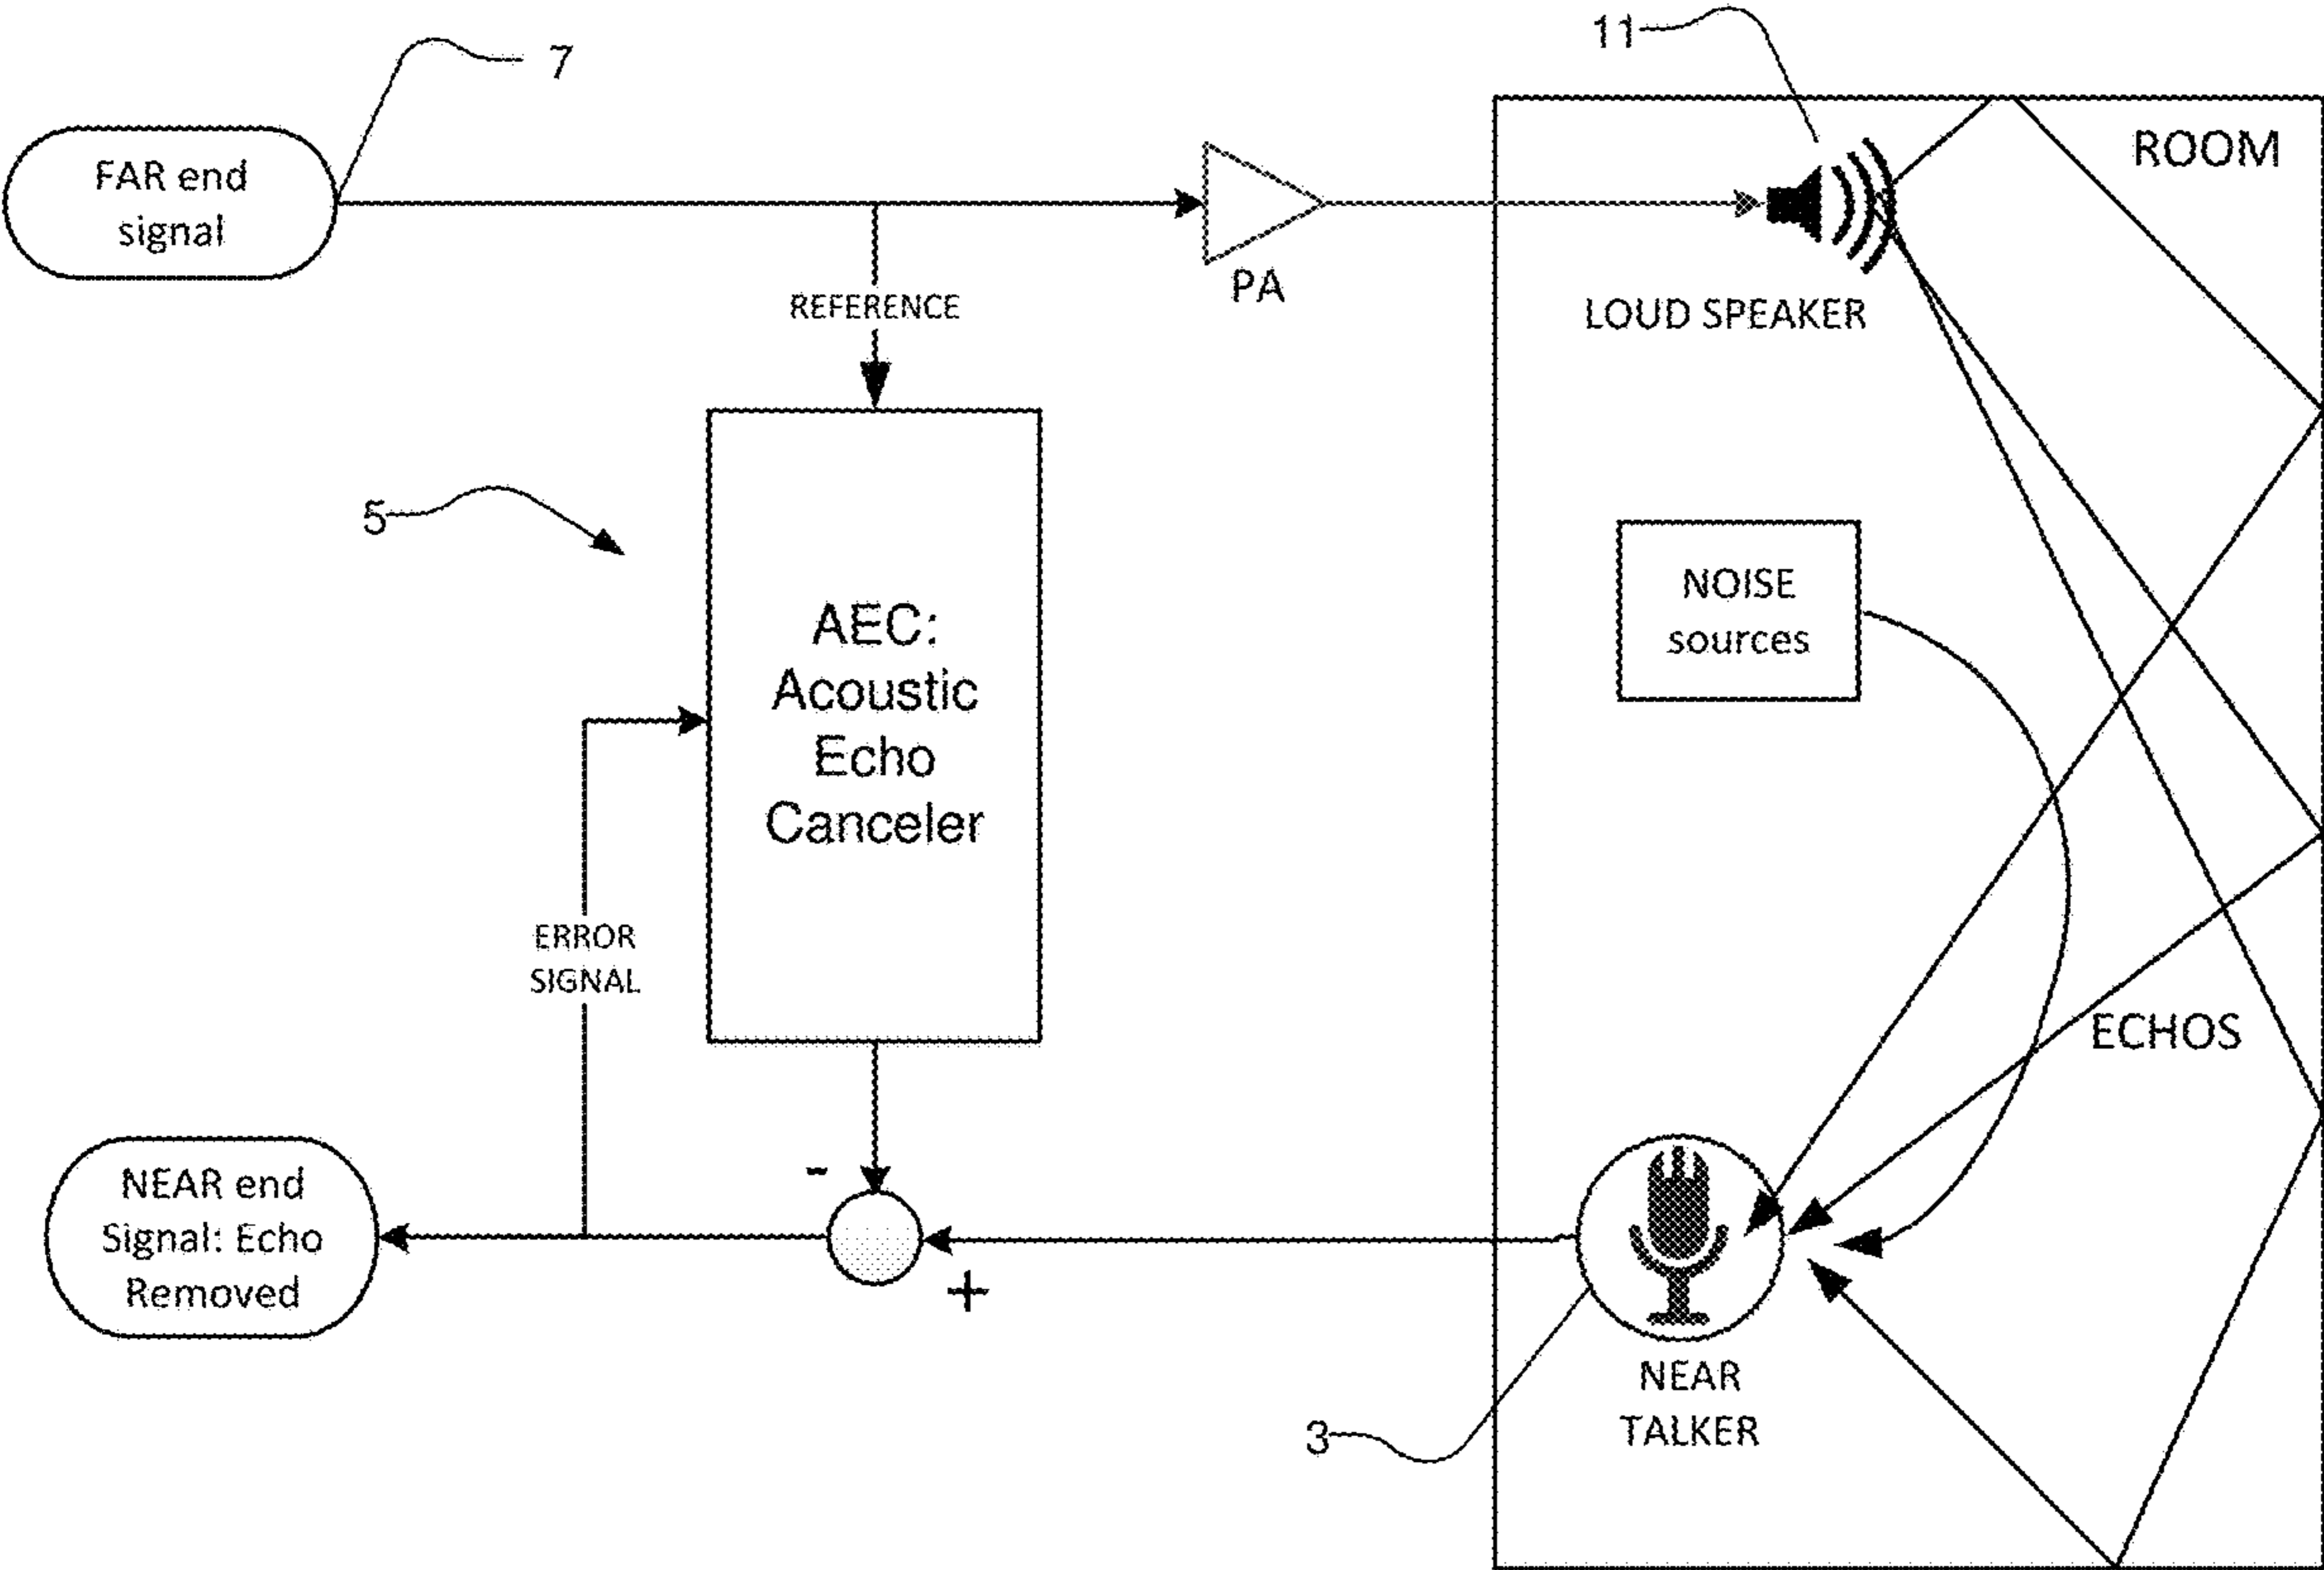 11
7
ROOM
FAR end
signal
PA
REFERENCE
LOUD SPEAKER
5
NOISE
sources
AEC:
Acoustic
Echo
Canceler
ERROR
SIGNAL
ECHOS
-
NEAR end
Signal: Echo
Removed
+
NEAR
TALKER
3